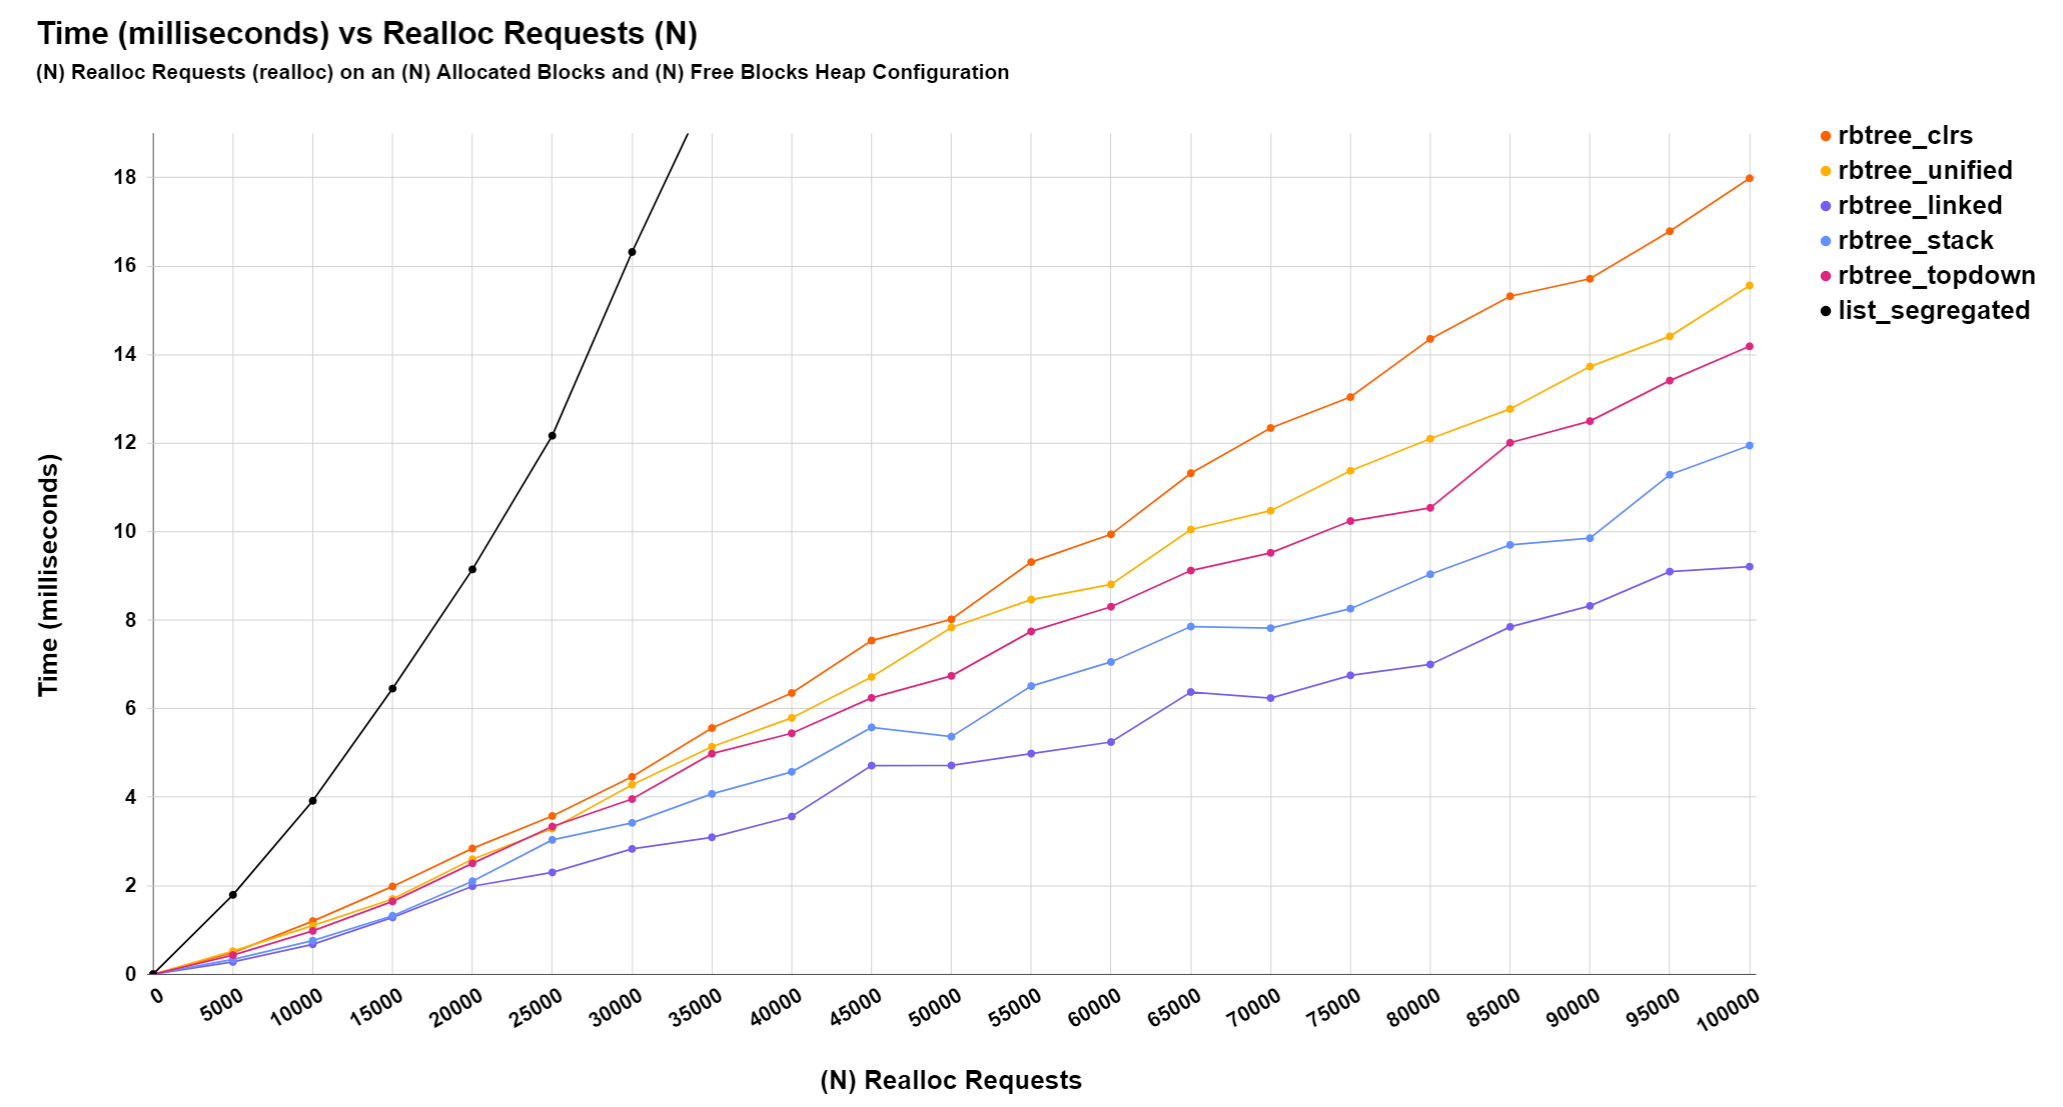 Time (milliseconds) vs Realloc Requests (N)
(N) Realloc Requests (realloc) on an (N) Allocated Blocks and (N) Free Blocks Heap Configuration
rbtree_clrs
rbtree_unified
rbtree_linked
rbtree_stack
rbtree_topdown
list_segregated
Time (milliseconds)
18
16
14
12
10
8
6
4
2
0
0 5000 10000 15000 20000 25000 30000 35000 40000 45000 50000 55000 60000 65000 70000 75000 80000 85000 90000 95000 100000
(N) Realloc Requests